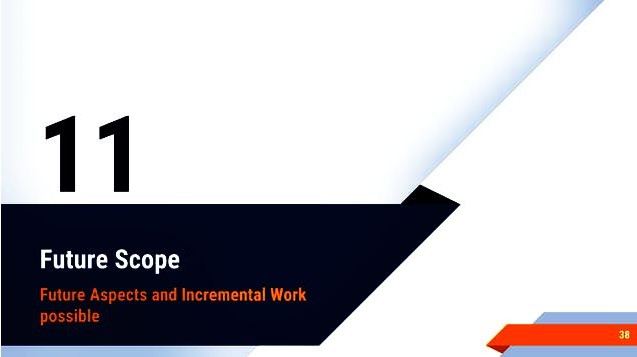 11
Future Scope
Future Aspects and Incremental Work
possible
38